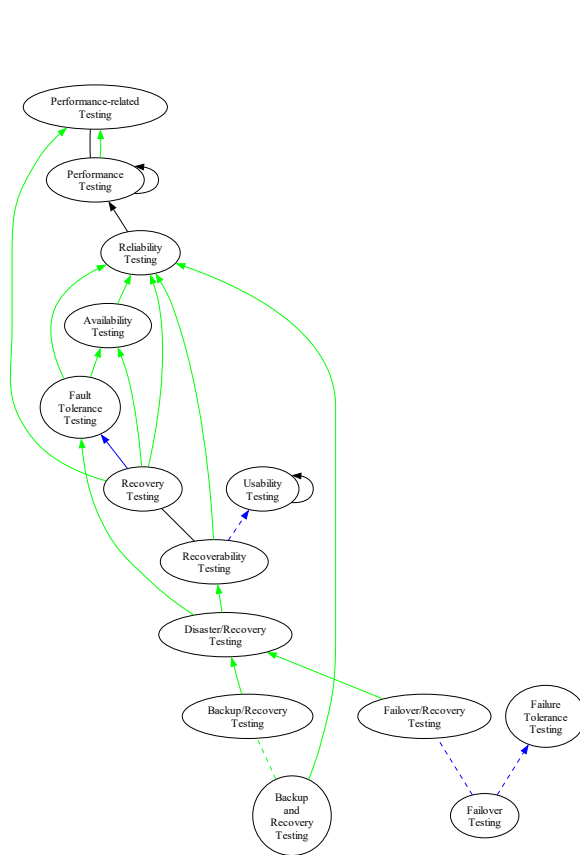 Performance-related
Testing
Performance
Testing
Reliability
Testing
Availability
Testing
Fault
Tolerance
Testing
Recovery
Testing
Usability
Testing
Recoverability
Testing
Disaster/Recovery
Testing
Backup/Recovery
Testing
Failover/Recovery
Testing
Failure
Tolerance
Testing
Backup
and
Recovery
Testing
Failover
Testing